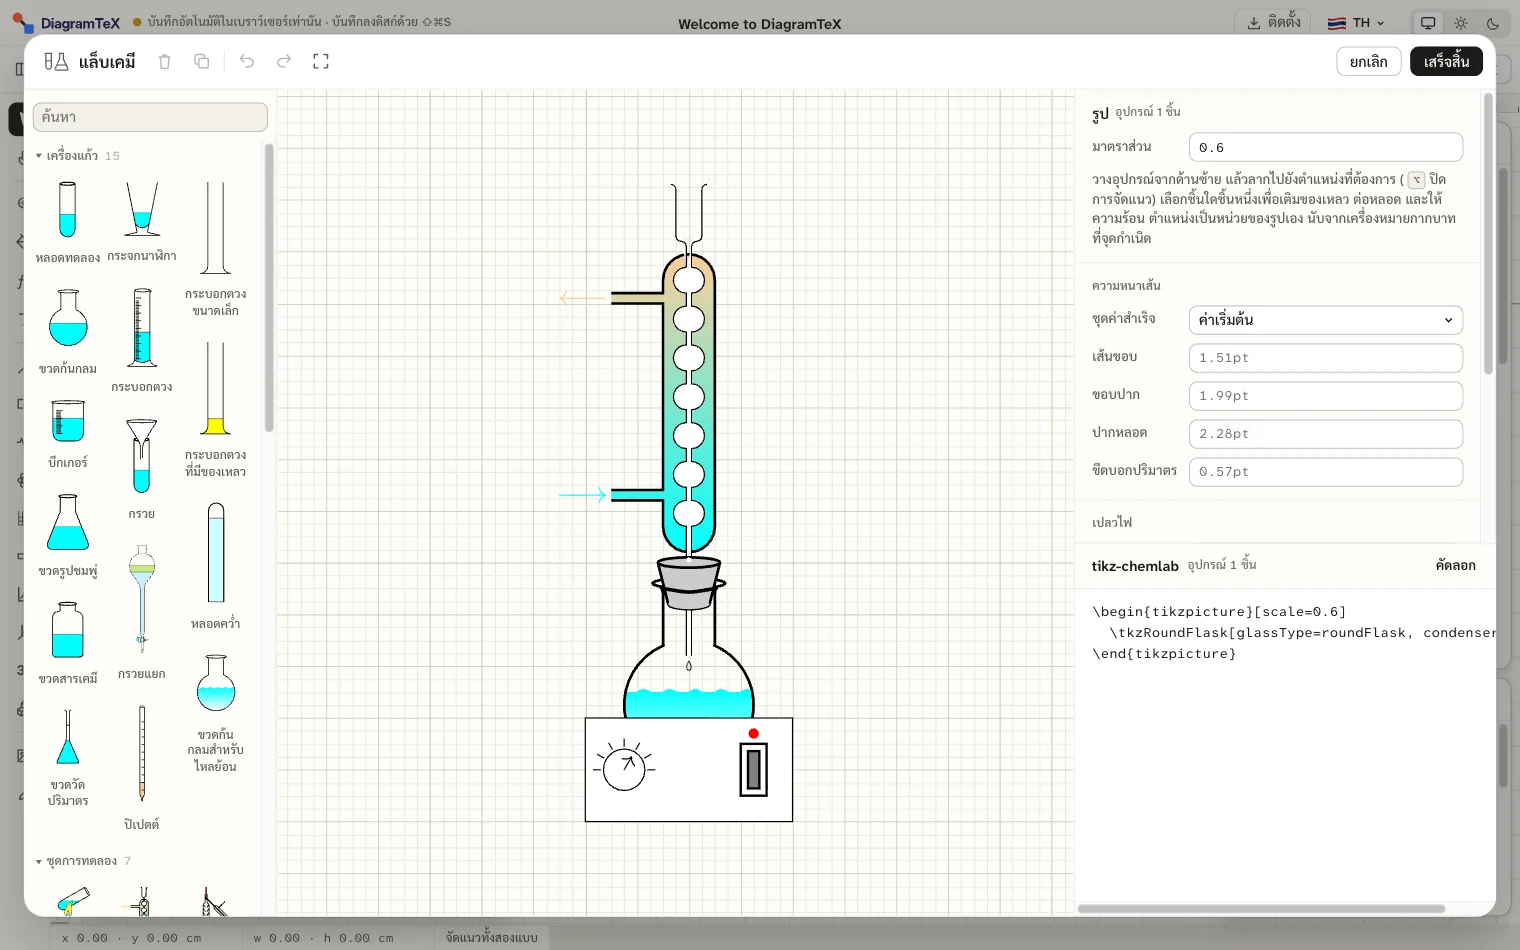 DiagramTeX
บันทึกอัตโนมัติในเบราว์เซอร์เท่านั้น · บันทึกลงดิสก์ด้วย ⇧⌘S
Welcome to DiagramTeX
ติดตั้ง
TH
แล็บเคมี
ยกเลิก
เสร็จสิ้น
ค้นหา
เครื่องแก้ว 15
หลอดทดลอง
กระจกนาฬิกา
กระบอกตวง
ขนาดเล็ก
ขวดก้นกลม
กระบอกตวง
บีกเกอร์
กระบอกตวง
ที่มีของเหลว
กรวย
ขวดรูปชมพู่
หลอดคว่ำ
ขวดสารเคมี
กรวยแยก
ขวดก้น
กลมสำหรับ
ไหลย้อน
ขวดวัด
ปริมาตร
ปิเปตต์
ชุดการทดลอง 7
รูป อุปกรณ์ 1 ชิ้น
มาตราส่วน 0.6
วางอุปกรณ์จากด้านซ้าย แล้วลากไปยังตำแหน่งที่ต้องการ ( ⌥ ปิด
การจัดแนว) เลือกชิ้นใดชิ้นหนึ่งเพื่อเติมของเหลว ต่อหลอด และให้
ความร้อน ตำแหน่งเป็นหน่วยของรูปเอง นับจากเครื่องหมายกากบาท
ที่จุดกำเนิด
ความหนาเส้น
ชุดค่าสำเร็จ ค่าเริ่มต้น
เส้นขอบ 1.51pt
ขอบปาก 1.99pt
ปากหลอด 2.28pt
ขีดบอกปริมาตร 0.57pt
เปลวไฟ
tikz-chemlab อุปกรณ์ 1 ชิ้น
คัดลอก
\begin{tikzpicture}[scale=0.6]
\tkzRoundFlask[glassType=roundFlask, condenser
\end{tikzpicture}
x 0.00 · y 0.00 cm
w 0.00 · h 0.00 cm
จัดแนวทั้งสองแบบ